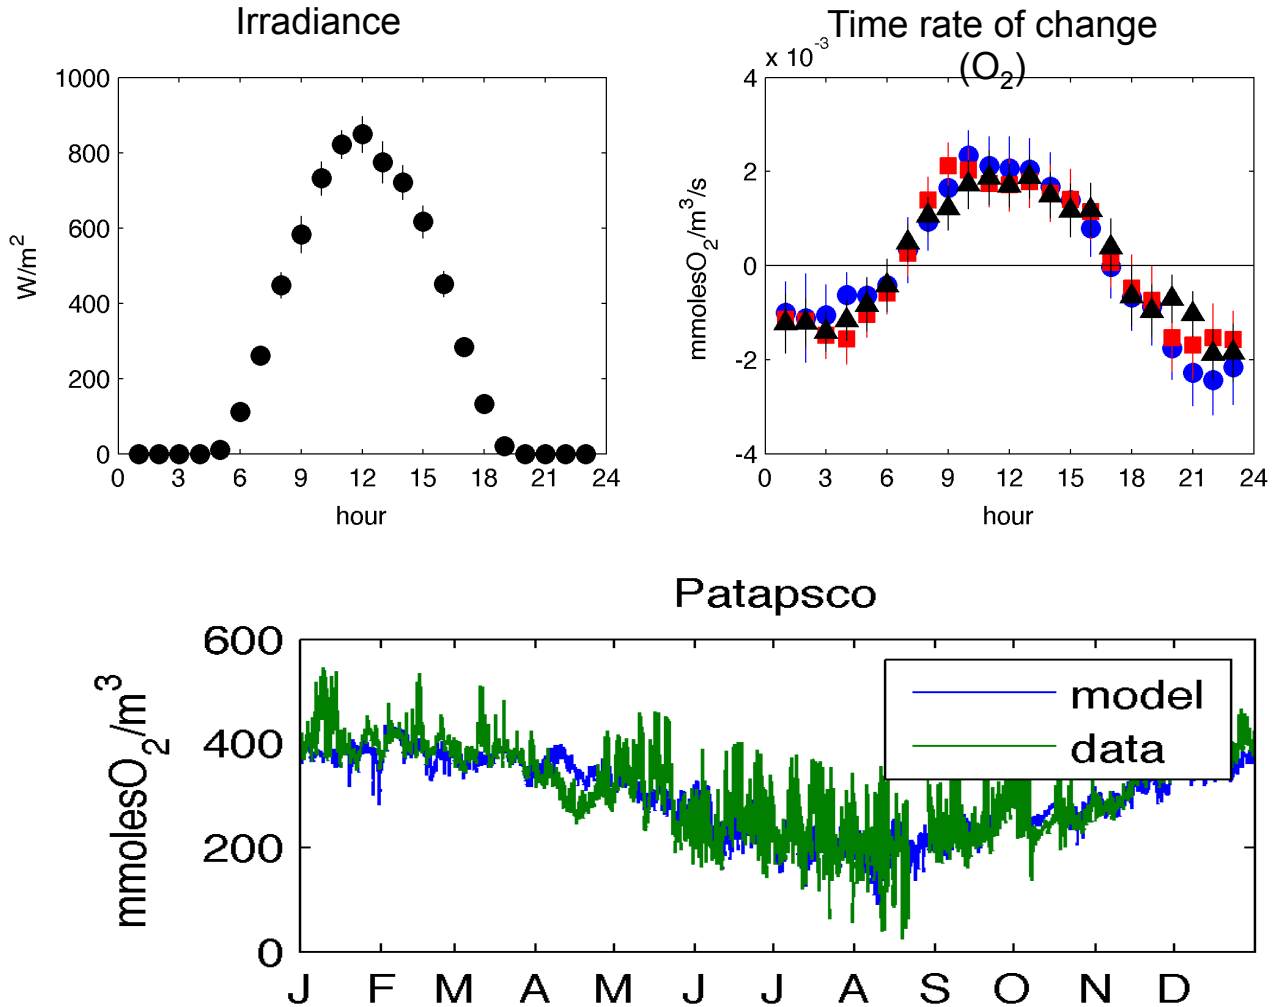 Irradiance
1000
800
600
400
200
0
W/m²
0 3 6 9 12 15 18 21 24
hour
Time rate of change
(O₂)
x 10⁻³
4
2
0
-2
-4
mmolesO₂/m³/s
0 3 6 9 12 15 18 21 24
hour
Patapsco
600
400
200
0
mmolesO₂/m³
model
data
J F M A M J J A S O N D